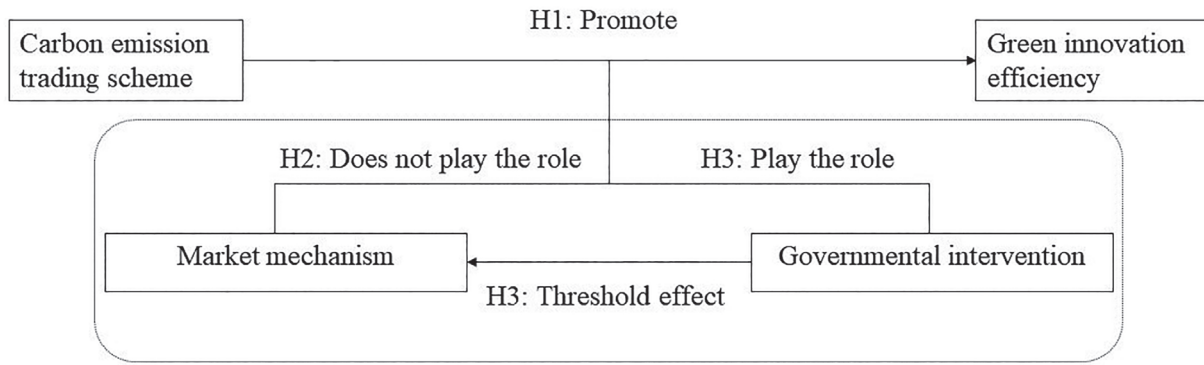 H1: Promote
Carbon emission
trading scheme
Green innovation
efficiency
H2: Does not play the role
H3: Play the role
Market mechanism
Governmental intervention
H3: Threshold effect